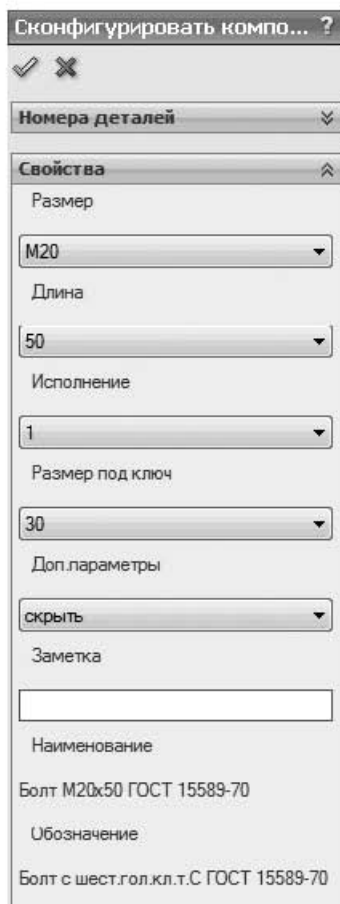 Сконфигурировать компо... ?
Номера деталей
Свойства
Размер
M20
Длина
50
Исполнение
1
Размер под ключ
30
Доп.параметры
скрыть
Заметка
Наименование
Болт M20x50 ГОСТ 15589-70
Обозначение
Болт с шест.гол.кл.т.С ГОСТ 15589-70